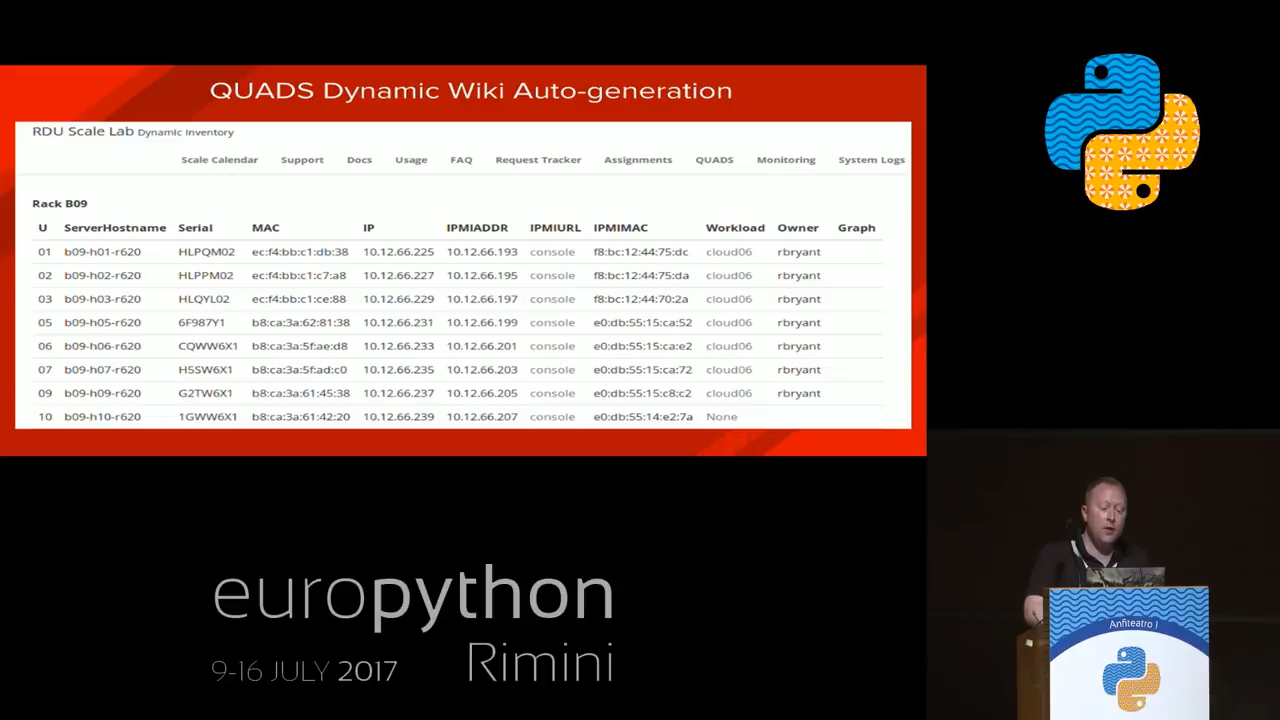 QUADS Dynamic Wiki Auto-generation
RDU Scale Lab Dynamic Inventory
Scale Calendar Support Docs Usage FAQ Request Tracker Assignments QUADS Monitoring System Logs
Rack B09
U ServerHostname Serial MAC IP IPMIADDR IPMIURL IPMIMAC Workload Owner Graph
01 b09-h01-r620 HLPQM02 ec:f4:bb:c1:db:38 10.12.66.225 10.12.66.193 console f8:bc:12:44:75:dc cloud06 rbryant
02 b09-h02-r620 HLPPM02 ec:f4:bb:c1:c7:a8 10.12.66.227 10.12.66.195 console f8:bc:12:44:75:da cloud06 rbryant
03 b09-h03-r620 HLQYL02 ec:f4:bb:c1:ce:88 10.12.66.229 10.12.66.197 console f8:bc:12:44:70:2a cloud06 rbryant
05 b09-h05-r620 6F987Y1 b8:ca:3a:62:81:38 10.12.66.231 10.12.66.199 console e0:db:55:15:ca:52 cloud06 rbryant
06 b09-h06-r620 CQWW6X1 b8:ca:3a:5f:ae:d8 10.12.66.233 10.12.66.201 console e0:db:55:15:ca:e2 cloud06 rbryant
07 b09-h07-r620 H5SW6X1 b8:ca:3a:5f:ad:c0 10.12.66.235 10.12.66.203 console e0:db:55:15:ca:72 cloud06 rbryant
09 b09-h09-r620 G2TW6X1 b8:ca:3a:61:45:38 10.12.66.237 10.12.66.205 console e0:db:55:15:c8:c2 cloud06 rbryant
10 b09-h10-r620 1GWW6X1 b8:ca:3a:61:42:20 10.12.66.239 10.12.66.207 console e0:db:55:14:e2:7a None
europython
Rimini
9-16 JULY 2017
Anfiteatro I